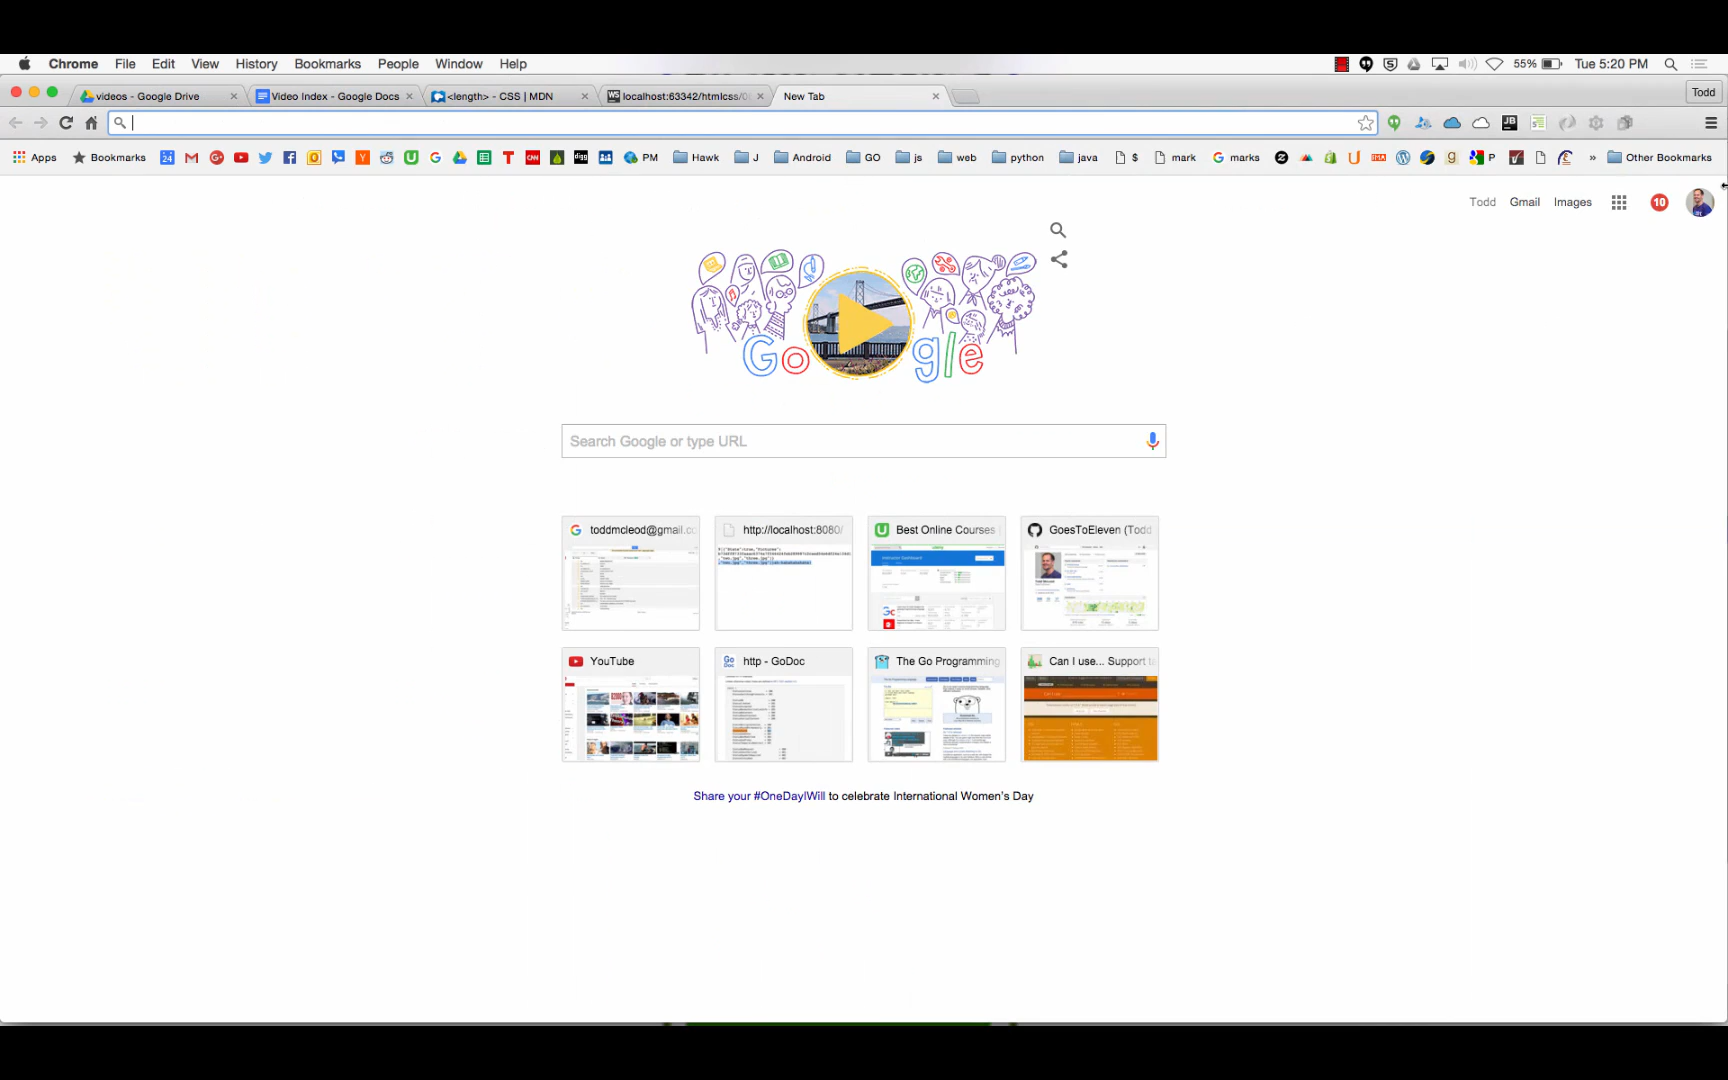 Chrome File Edit View History Bookmarks People Window Help 55% Tue 5:20 PM
videos - Google Drive Video Index - Google Docs <length> - CSS | MDN localhost:63342/htmlcss/0 New Tab Todd
Apps Bookmarks 24 PM Hawk J Android GO js web python java $ mark marks P » Other Bookmarks
Todd Gmail Images 10
Google
Search Google or type URL
toddmcleod@gmail.c http://localhost:8080/ Best Online Courses GoesToEleven (Todd
YouTube http - GoDoc The Go Programming Can I use... Support ta
Share your #OneDayIWill to celebrate International Women's Day